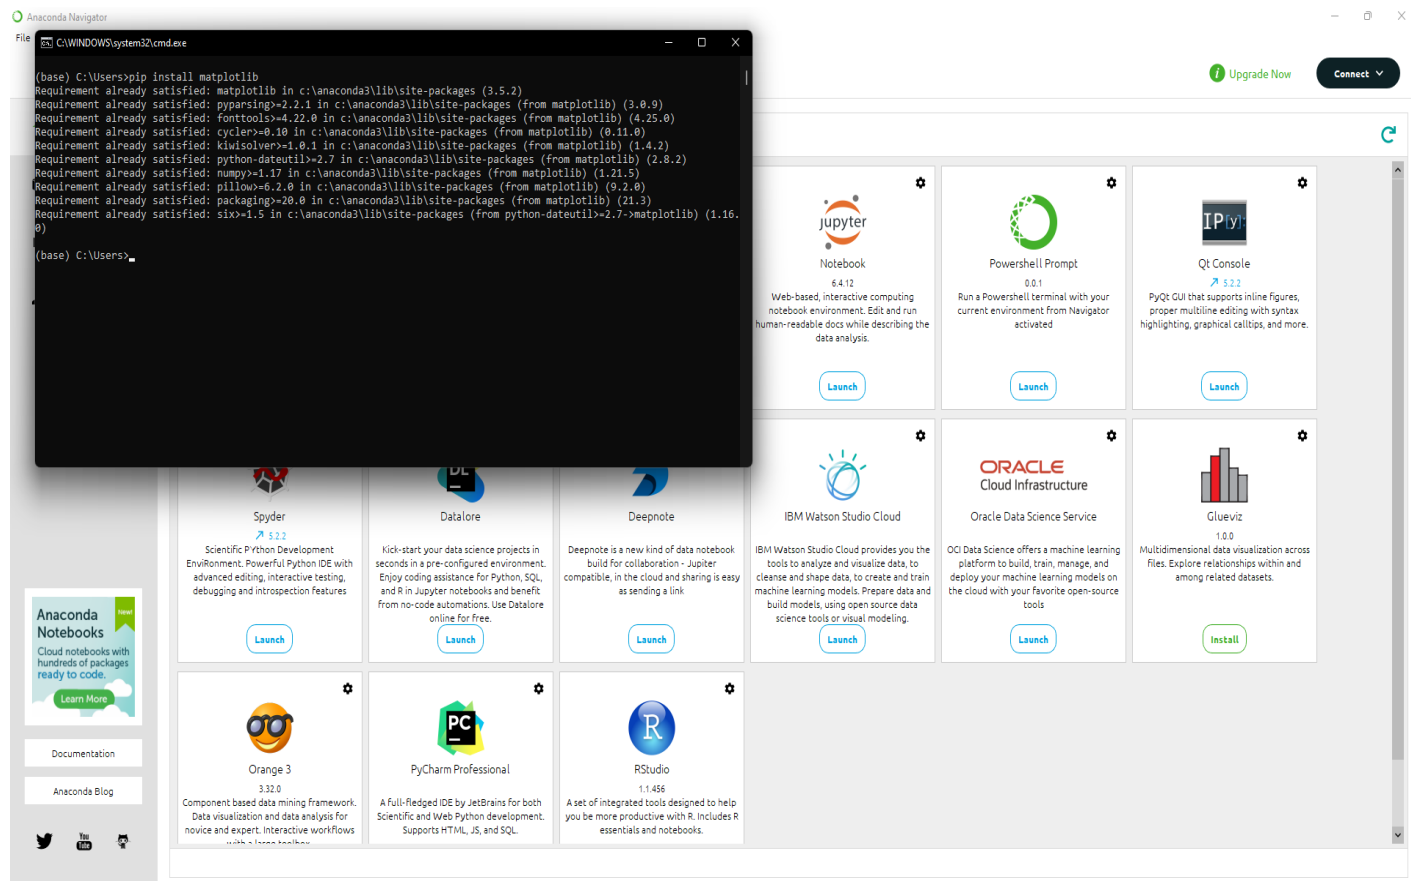 Anaconda Navigator
File
C:\WINDOWS\system32\cmd.exe
(base) C:\Users>pip install matplotlib
Requirement already satisfied: matplotlib in c:\anaconda3\lib\site-packages (3.5.2)
Requirement already satisfied: pyparsing>=2.2.1 in c:\anaconda3\lib\site-packages (from matplotlib) (3.0.9)
Requirement already satisfied: fonttools>=4.22.0 in c:\anaconda3\lib\site-packages (from matplotlib) (4.25.0)
Requirement already satisfied: cycler>=0.10 in c:\anaconda3\lib\site-packages (from matplotlib) (0.11.0)
Requirement already satisfied: kiwisolver>=1.0.1 in c:\anaconda3\lib\site-packages (from matplotlib) (1.4.2)
Requirement already satisfied: python-dateutil>=2.7 in c:\anaconda3\lib\site-packages (from matplotlib) (2.8.2)
Requirement already satisfied: numpy>=1.17 in c:\anaconda3\lib\site-packages (from matplotlib) (1.21.5)
Requirement already satisfied: pillow>=6.2.0 in c:\anaconda3\lib\site-packages (from matplotlib) (9.2.0)
Requirement already satisfied: packaging>=20.0 in c:\anaconda3\lib\site-packages (from matplotlib) (21.3)
Requirement already satisfied: six>=1.5 in c:\anaconda3\lib\site-packages (from python-dateutil>=2.7->matplotlib) (1.16.
0)
(base) C:\Users>
Upgrade Now
Connect
jupyter
Notebook
6.4.12
Web-based, interactive computing
notebook environment. Edit and run
human-readable docs while describing the
data analysis.
Launch
Powershell Prompt
0.0.1
Run a Powershell terminal with your
current environment from Navigator
activated
Launch
IP[y]:
Qt Console
5.2.2
PyQt GUI that supports inline figures,
proper multiline editing with syntax
highlighting, graphical calltips, and more.
Launch
Spyder
5.2.2
Scientific PYthon Development
EnviRonment. Powerful Python IDE with
advanced editing, interactive testing,
debugging and introspection features
Launch
DL
Datalore
Kick-start your data science projects in
seconds in a pre-configured environment.
Enjoy coding assistance for Python, SQL,
and R in Jupyter notebooks and benefit
from no-code automations. Use Datalore
online for free.
Launch
Deepnote
Deepnote is a new kind of data notebook
build for collaboration - Jupiter
compatible, in the cloud and sharing is easy
as sending a link
Launch
IBM Watson Studio Cloud
IBM Watson Studio Cloud provides you the
tools to analyze and visualize data, to
cleanse and shape data, to create and train
machine learning models. Prepare data and
build models, using open source data
science tools or visual modeling.
Launch
ORACLE
Cloud Infrastructure
Oracle Data Science Service
OCI Data Science offers a machine learning
platform to build, train, manage, and
deploy your machine learning models on
the cloud with your favorite open-source
tools
Launch
Glueviz
1.0.0
Multidimensional data visualization across
files. Explore relationships within and
among related datasets.
Install
Anaconda
Notebooks
New!
Cloud notebooks with
hundreds of packages
ready to code.
Learn More
Documentation
Anaconda Blog
You
Tube
Orange 3
3.32.0
Component based data mining framework.
Data visualization and data analysis for
novice and expert. Interactive workflows
with a large toolbox.
PC
PyCharm Professional
A full-fledged IDE by JetBrains for both
Scientific and Web Python development.
Supports HTML, JS, and SQL.
R
RStudio
1.1.456
A set of integrated tools designed to help
you be more productive with R. Includes R
essentials and notebooks.